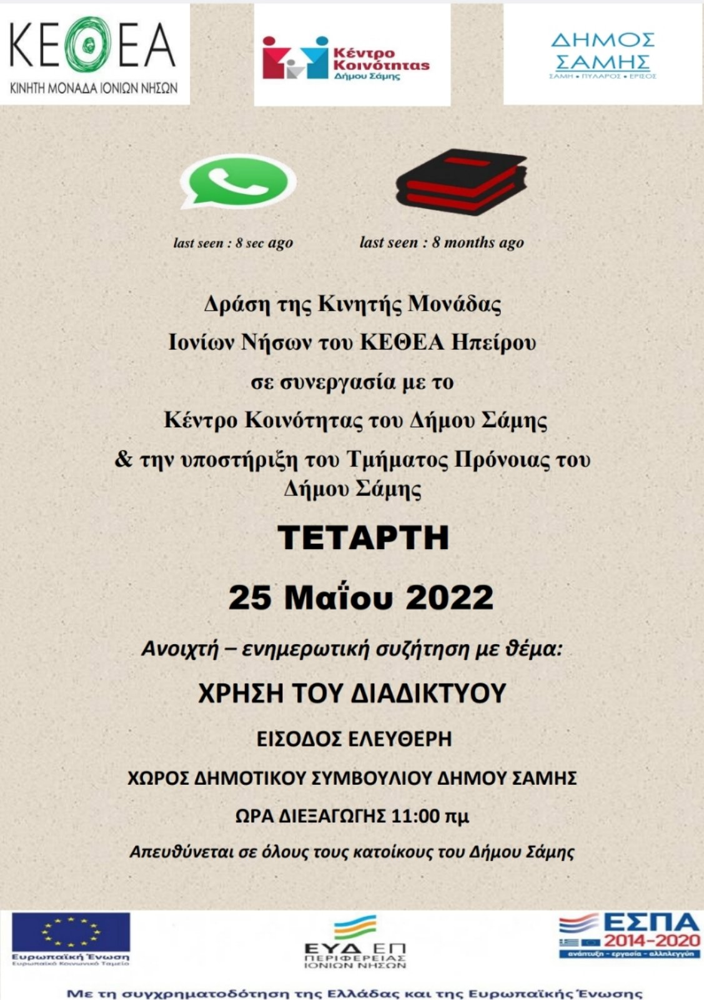 ΚΕΘΕΑ
ΚΙΝΗΤΗ ΜΟΝΑΔΑ ΙΟΝΙΩΝ ΝΗΣΩΝ
Κέντρο
Κοινότητας
Δήμου Σάμης
ΔΗΜΟΣ
ΣΑΜΗΣ
ΣΑΜΗ • ΠΥΛΑΡΟΣ • ΕΡΙΣΟΣ
last seen : 8 sec ago
last seen : 8 months ago
Δράση της Κινητής Μονάδας
Ιονίων Νήσων του ΚΕΘΕΑ Ηπείρου
σε συνεργασία με το
Κέντρο Κοινότητας του Δήμου Σάμης
& την υποστήριξη του Τμήματος Πρόνοιας του
Δήμου Σάμης
ΤΕΤΑΡΤΗ
25 Μαΐου 2022
Ανοιχτή – ενημερωτική συζήτηση με θέμα:
ΧΡΗΣΗ ΤΟΥ ΔΙΑΔΙΚΤΥΟΥ
ΕΙΣΟΔΟΣ ΕΛΕΥΘΕΡΗ
ΧΩΡΟΣ ΔΗΜΟΤΙΚΟΥ ΣΥΜΒΟΥΛΙΟΥ ΔΗΜΟΥ ΣΑΜΗΣ
ΩΡΑ ΔΙΕΞΑΓΩΓΗΣ 11:00 πμ
Απευθύνεται σε όλους τους κατοίκους του Δήμου Σάμης
Ευρωπαϊκή Ένωση
Ευρωπαϊκό Κοινωνικό Ταμείο
ΕΥΔ ΕΠ
ΠΕΡΙΦΕΡΕΙΑΣ
ΙΟΝΙΩΝ ΝΗΣΩΝ
ΕΣΠΑ
2014-2020
ανάπτυξη - εργασία - αλληλεγγύη
Με τη συγχρηματοδότηση της Ελλάδας και της Ευρωπαϊκής Ένωσης